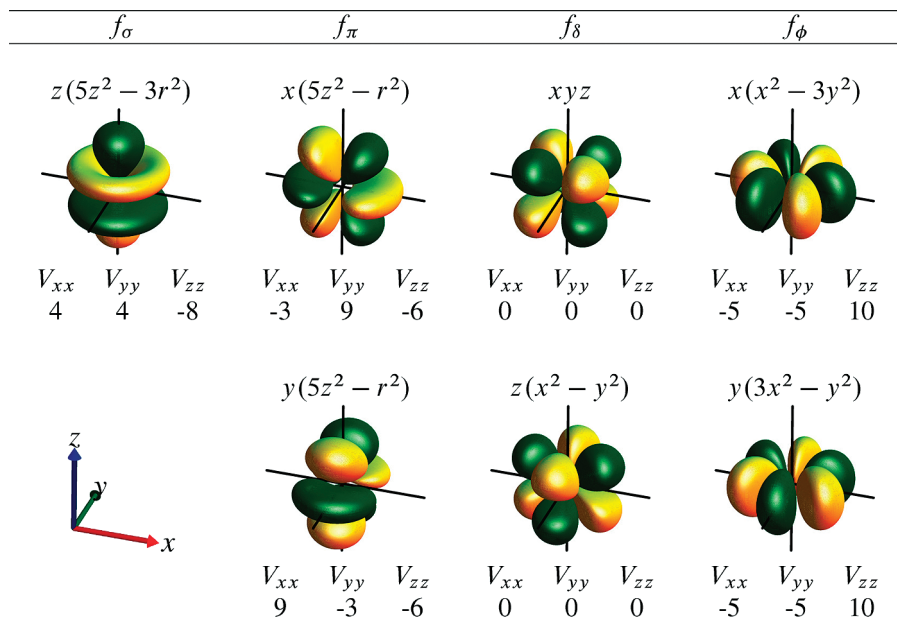 fσ fπ fδ fϕ
z(5z² − 3r²) x(5z² − r²) xyz x(x² − 3y²)
Vxx Vyy Vzz Vxx Vyy Vzz Vxx Vyy Vzz Vxx Vyy Vzz
4 4 -8 -3 9 -6 0 0 0 -5 -5 10
y(5z² − r²) z(x² − y²) y(3x² − y²)
z
y
x
Vxx Vyy Vzz Vxx Vyy Vzz Vxx Vyy Vzz
9 -3 -6 0 0 0 -5 -5 10